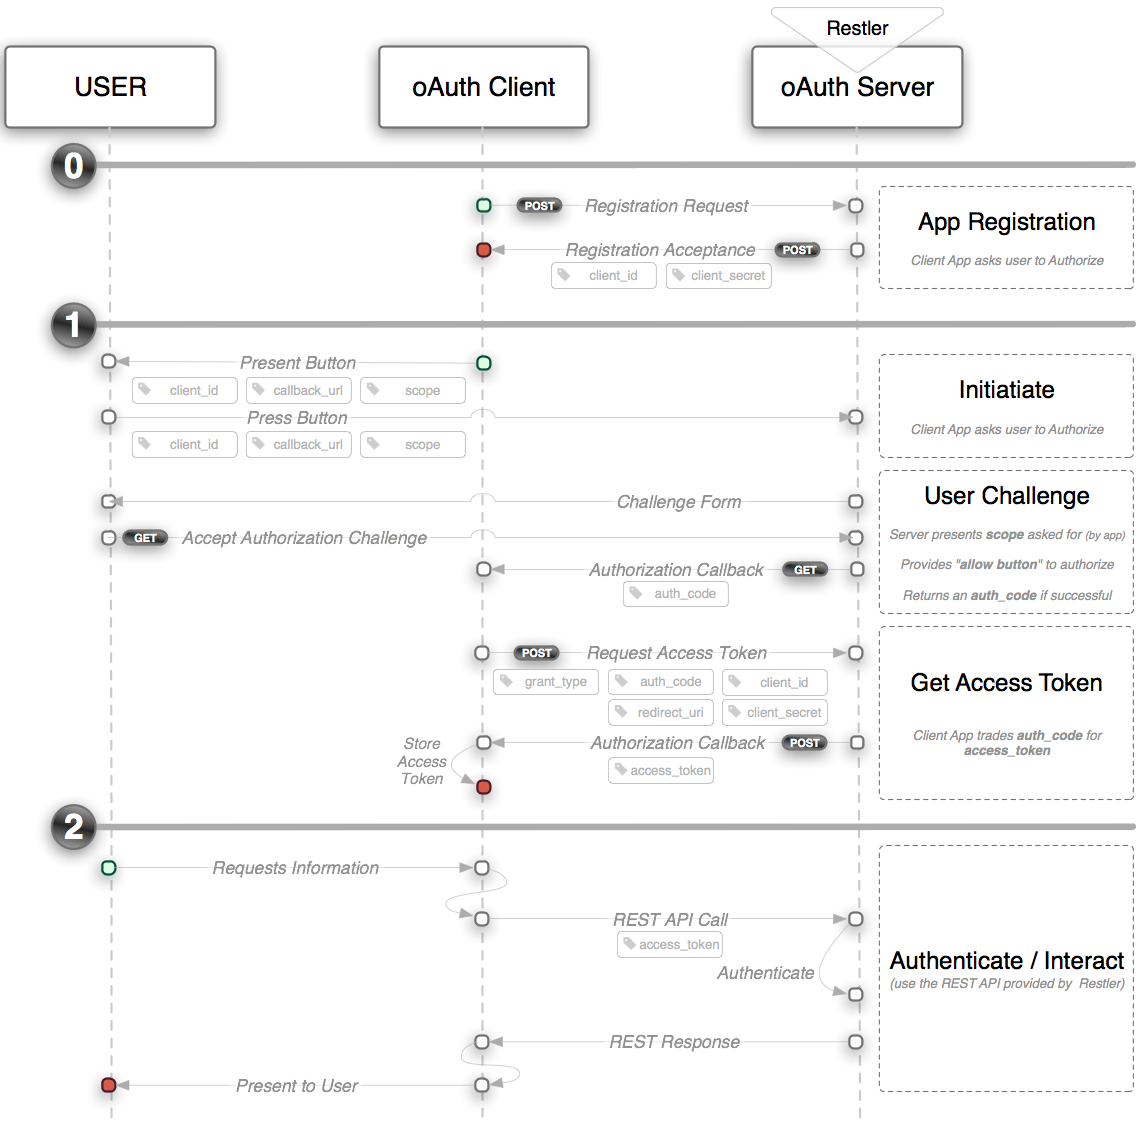 Restler
USER
oAuth Client
oAuth Server
0
POST
Registration Request
App Registration
Client App asks user to Authorize
Registration Acceptance
POST
client_id
client_secret
1
Present Button
client_id
callback_url
scope
Press Button
client_id
callback_url
scope
Initiatiate
Client App asks user to Authorize
Challenge Form
GET
Accept Authorization Challenge
Authorization Callback
GET
auth_code
User Challenge
Server presents scope asked for (by app)
Provides "allow button" to authorize
Returns an auth_code if successful
POST
Request Access Token
grant_type
auth_code
client_id
redirect_uri
client_secret
Authorization Callback
POST
access_token
Store
Access
Token
Get Access Token
Client App trades auth_code for
access_token
2
Requests Information
REST API Call
access_token
Authenticate
REST Response
Present to User
Authenticate / Interact
(use the REST API provided by Restler)